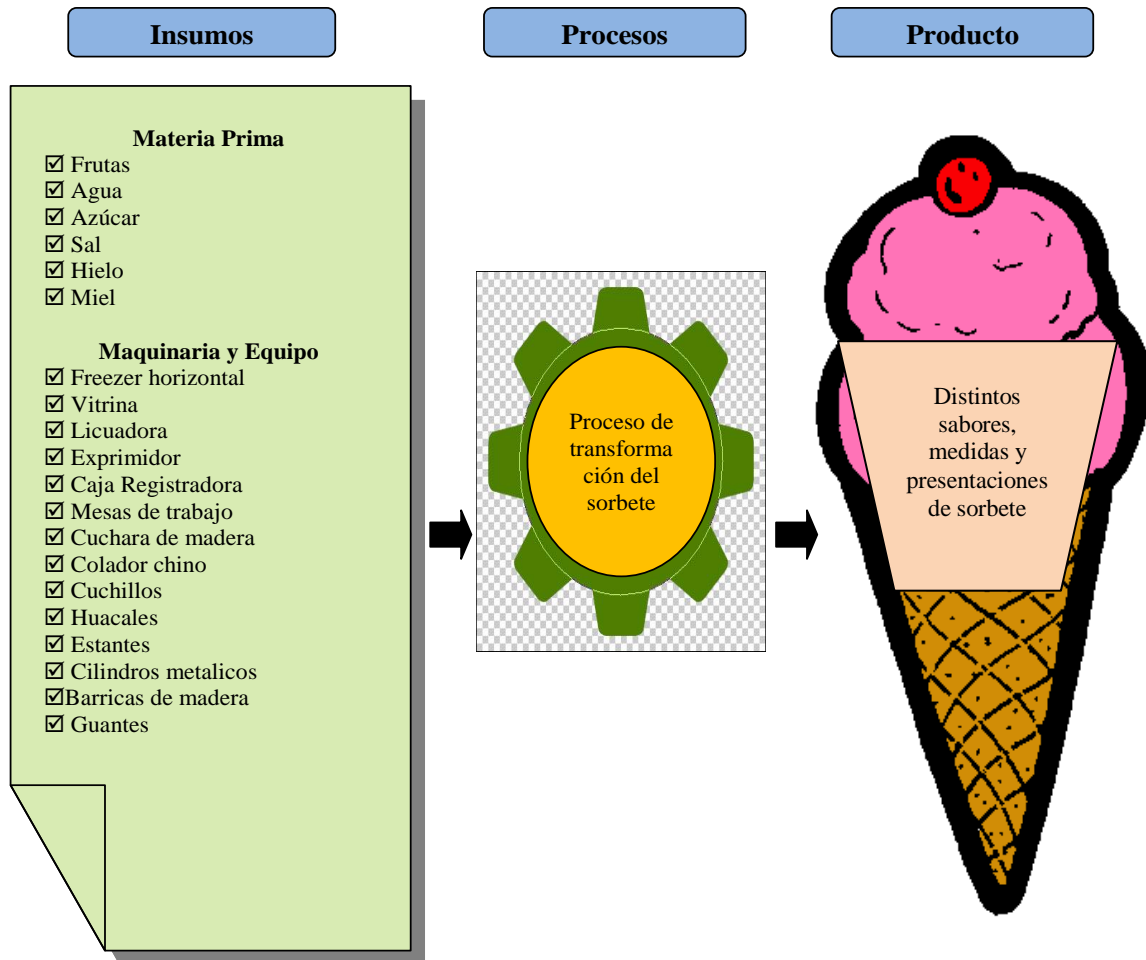 Insumos
Procesos
Producto
Materia Prima
☑ Frutas
☑ Agua
☑ Azúcar
☑ Sal
☑ Hielo
☑ Miel
Maquinaria y Equipo
☑ Freezer horizontal
☑ Vitrina
☑ Licuadora
☑ Exprimidor
☑ Caja Registradora
☑ Mesas de trabajo
☑ Cuchara de madera
☑ Colador chino
☑ Cuchillos
☑ Huacales
☑ Estantes
☑ Cilindros metalicos
☑Barricas de madera
☑ Guantes
Proceso de
transforma
ción del
sorbete
Distintos
sabores,
medidas y
presentaciones
de sorbete